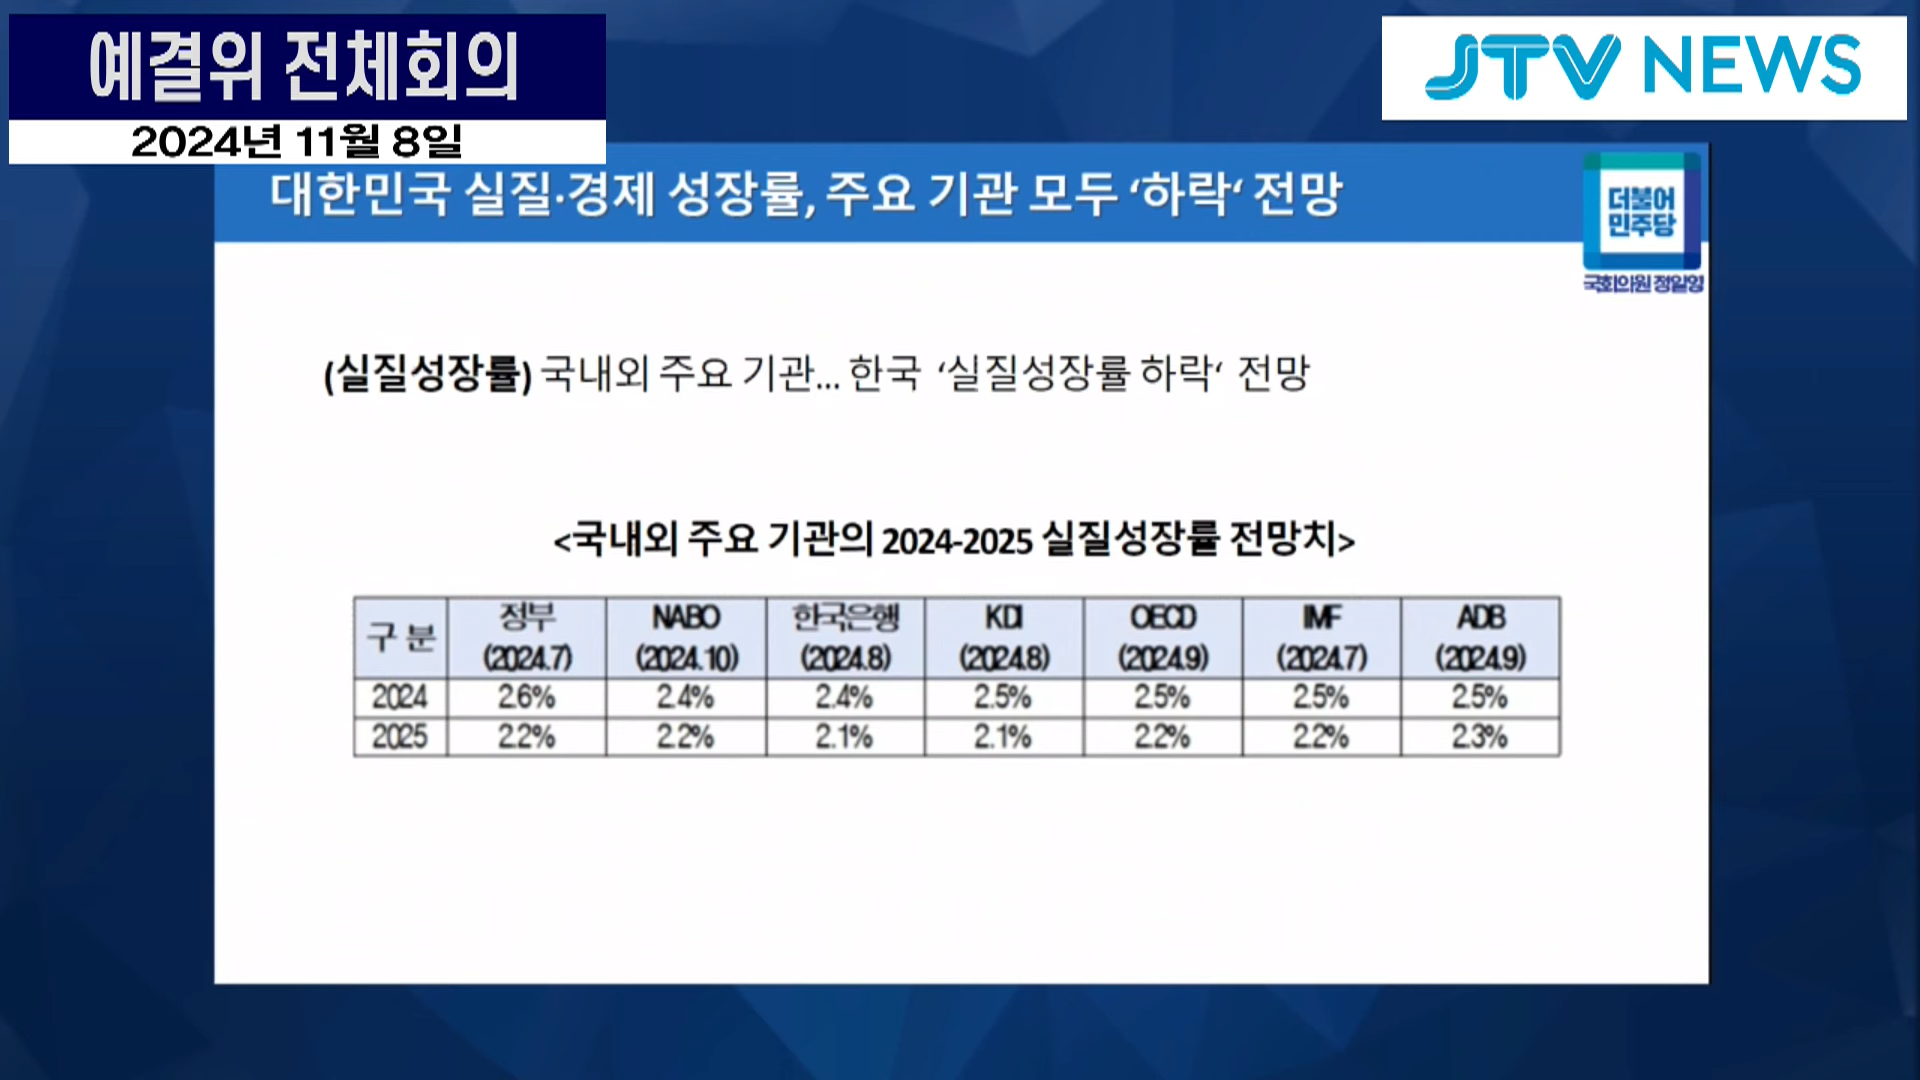 예결위 전체회의
2024년 11월 8일
JTV NEWS
대한민국 실질·경제 성장률, 주요 기관 모두 ‘하락‘ 전망
더불어
민주당
국회의원 정일영
(실질성장률) 국내외 주요 기관... 한국 ‘실질성장률 하락‘ 전망
<국내외 주요 기관의 2024-2025 실질성장률 전망치>
구 분 정부 (2024.7) NABO (2024.10) 한국은행 (2024.8) KDI (2024.8) OECD (2024.9) IMF (2024.7) ADB (2024.9)
2024 2.6% 2.4% 2.4% 2.5% 2.5% 2.5% 2.5%
2025 2.2% 2.2% 2.1% 2.1% 2.2% 2.2% 2.3%